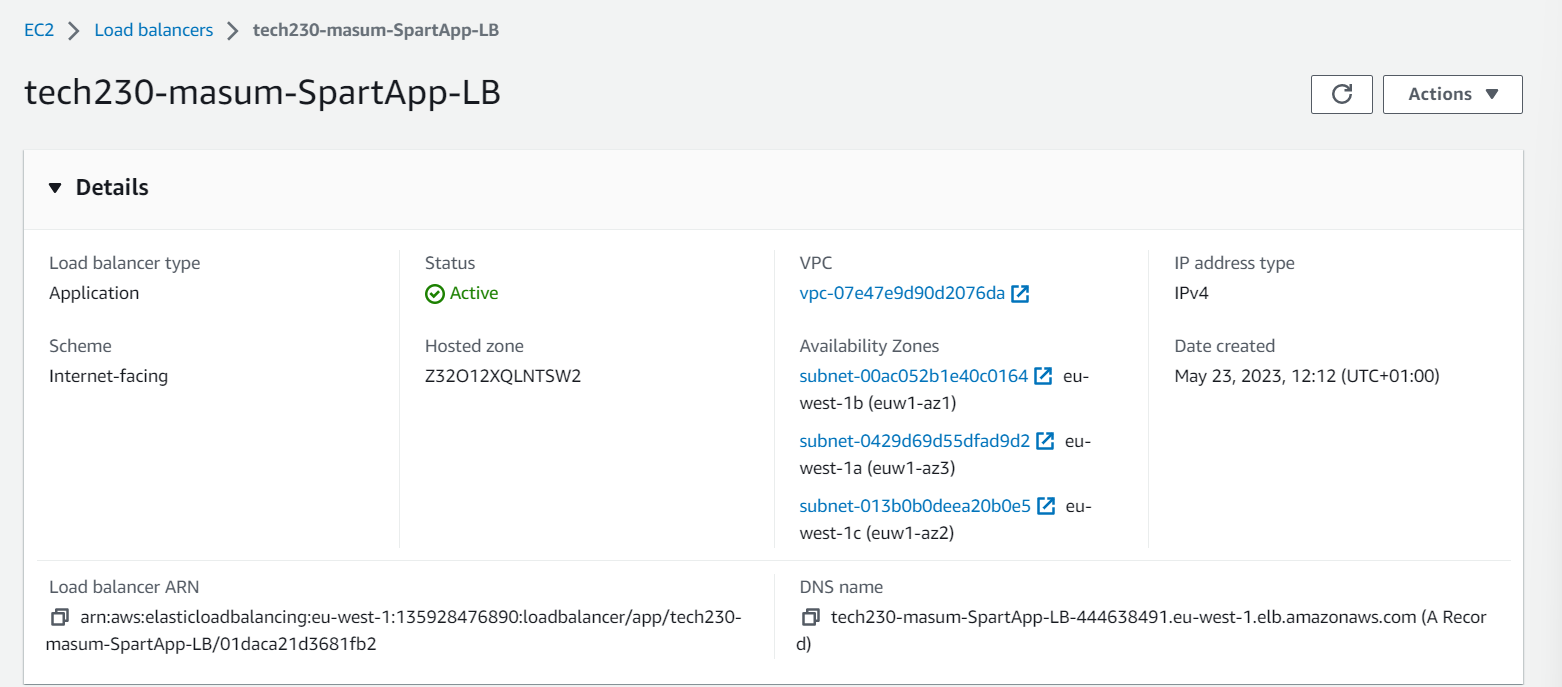 EC2 > Load balancers > tech230-masum-SpartApp-LB
tech230-masum-SpartApp-LB
Actions
Details
Load balancer type
Application
Status
Active
VPC
vpc-07e47e9d90d2076da
IP address type
IPv4
Scheme
Internet-facing
Hosted zone
Z32O12XQLNTSW2
Availability Zones
subnet-00ac052b1e40c0164 eu-
west-1b (euw1-az1)
subnet-0429d69d55dfad9d2 eu-
west-1a (euw1-az3)
subnet-013b0b0deea20b0e5 eu-
west-1c (euw1-az2)
Date created
May 23, 2023, 12:12 (UTC+01:00)
Load balancer ARN
arn:aws:elasticloadbalancing:eu-west-1:135928476890:loadbalancer/app/tech230-
masum-SpartApp-LB/01daca21d3681fb2
DNS name
tech230-masum-SpartApp-LB-444638491.eu-west-1.elb.amazonaws.com (A Recor
d)